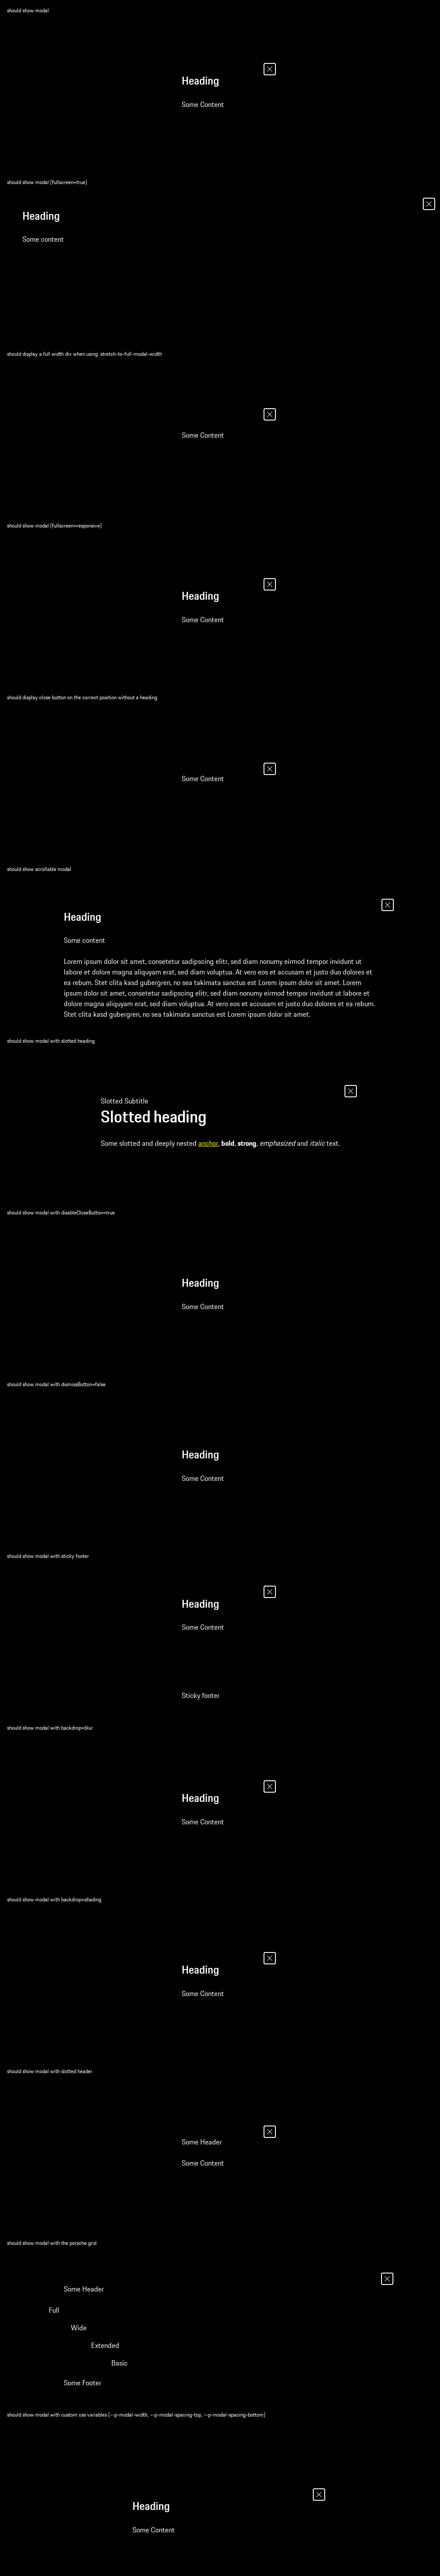 should show modal
Heading
Some Content
should show modal (fullscreen=true)
Heading
Some content
should display a full width div when using .stretch-to-full-modal-width
Some Content
should show modal (fullscreen=responsive)
Heading
Some Content
should display close button on the correct position without a heading
Some Content
should show scrollable modal
Heading
Some content
Lorem ipsum dolor sit amet, consetetur sadipscing elitr, sed diam nonumy eirmod tempor invidunt ut
labore et dolore magna aliquyam erat, sed diam voluptua. At vero eos et accusam et justo duo dolores et
ea rebum. Stet clita kasd gubergren, no sea takimata sanctus est Lorem ipsum dolor sit amet. Lorem
ipsum dolor sit amet, consetetur sadipscing elitr, sed diam nonumy eirmod tempor invidunt ut labore et
dolore magna aliquyam erat, sed diam voluptua. At vero eos et accusam et justo duo dolores et ea rebum.
Stet clita kasd gubergren, no sea takimata sanctus est Lorem ipsum dolor sit amet.
should show modal with slotted heading
Slotted Subtitle
Slotted heading
Some slotted and deeply nested anchor, bold, strong, emphasized and italic text.
should show modal with disableCloseButton=true
Heading
Some Content
should show modal with dismissButton=false
Heading
Some Content
should show modal with sticky footer
Heading
Some Content
Sticky footer
should show modal with backdrop=blur
Heading
Some Content
should show modal with backdrop=shading
Heading
Some Content
should show modal with slotted header
Some Header
Some Content
should show modal with the porsche grid
Some Header
Full
Wide
Extended
Basic
Some Footer
should show modal with custom css variables (--p-modal-width, --p-modal-spacing-top, --p-modal-spacing-bottom)
Heading
Some Content